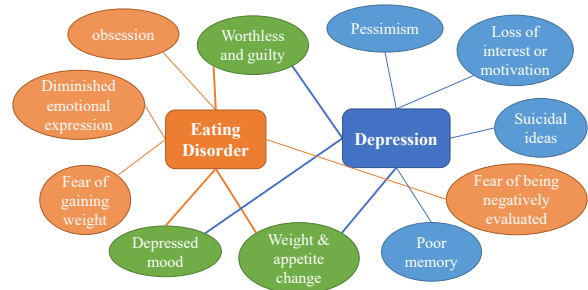 obsession
Worthless
and guilty
Pessimism
Loss of
interest or
motivation
Diminished
emotional
expression
Eating
Disorder
Depression
Suicidal
ideas
Fear of
gaining
weight
Fear of being
negatively
evaluated
Depressed
mood
Weight &
appetite
change
Poor
memory